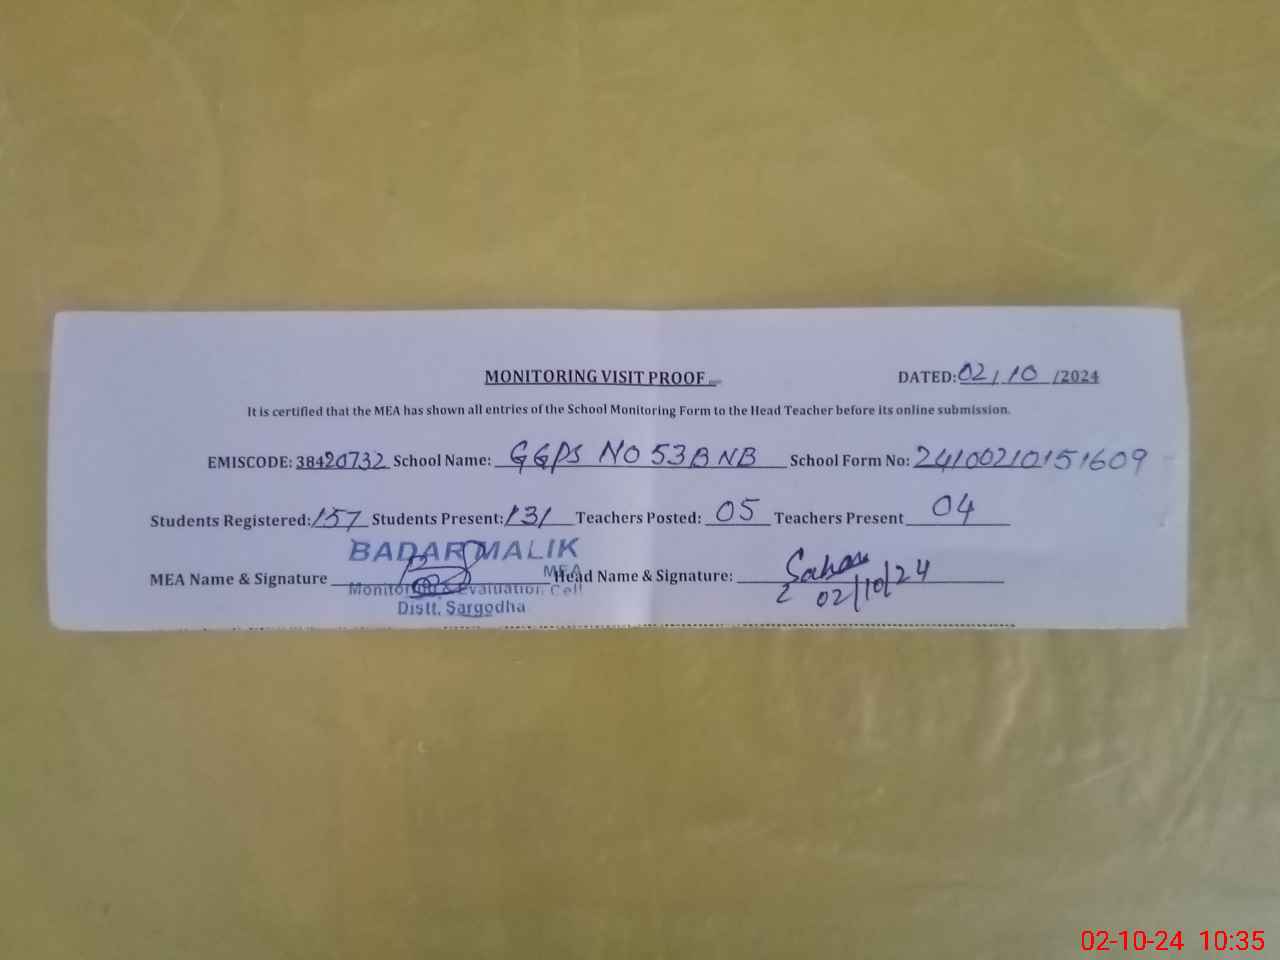 MONITORING VISIT PROOF
DATED: 02/10/2024
It is certified that the MEA has shown all entries of the School Monitoring Form to the Head Teacher before its online submission.
EMISCODE: 38420732 School Name: GGPS NO 53B NB School Form No: 24100210151609
Students Registered: 157 Students Present: 131 Teachers Posted: 05 Teachers Present 04
BADAR MALIK
MEA
MEA Name & Signature Head Name & Signature:
Monitoring & Evaluation Cell
Distt. Sargodha
02/10/24
02-10-24 10:35